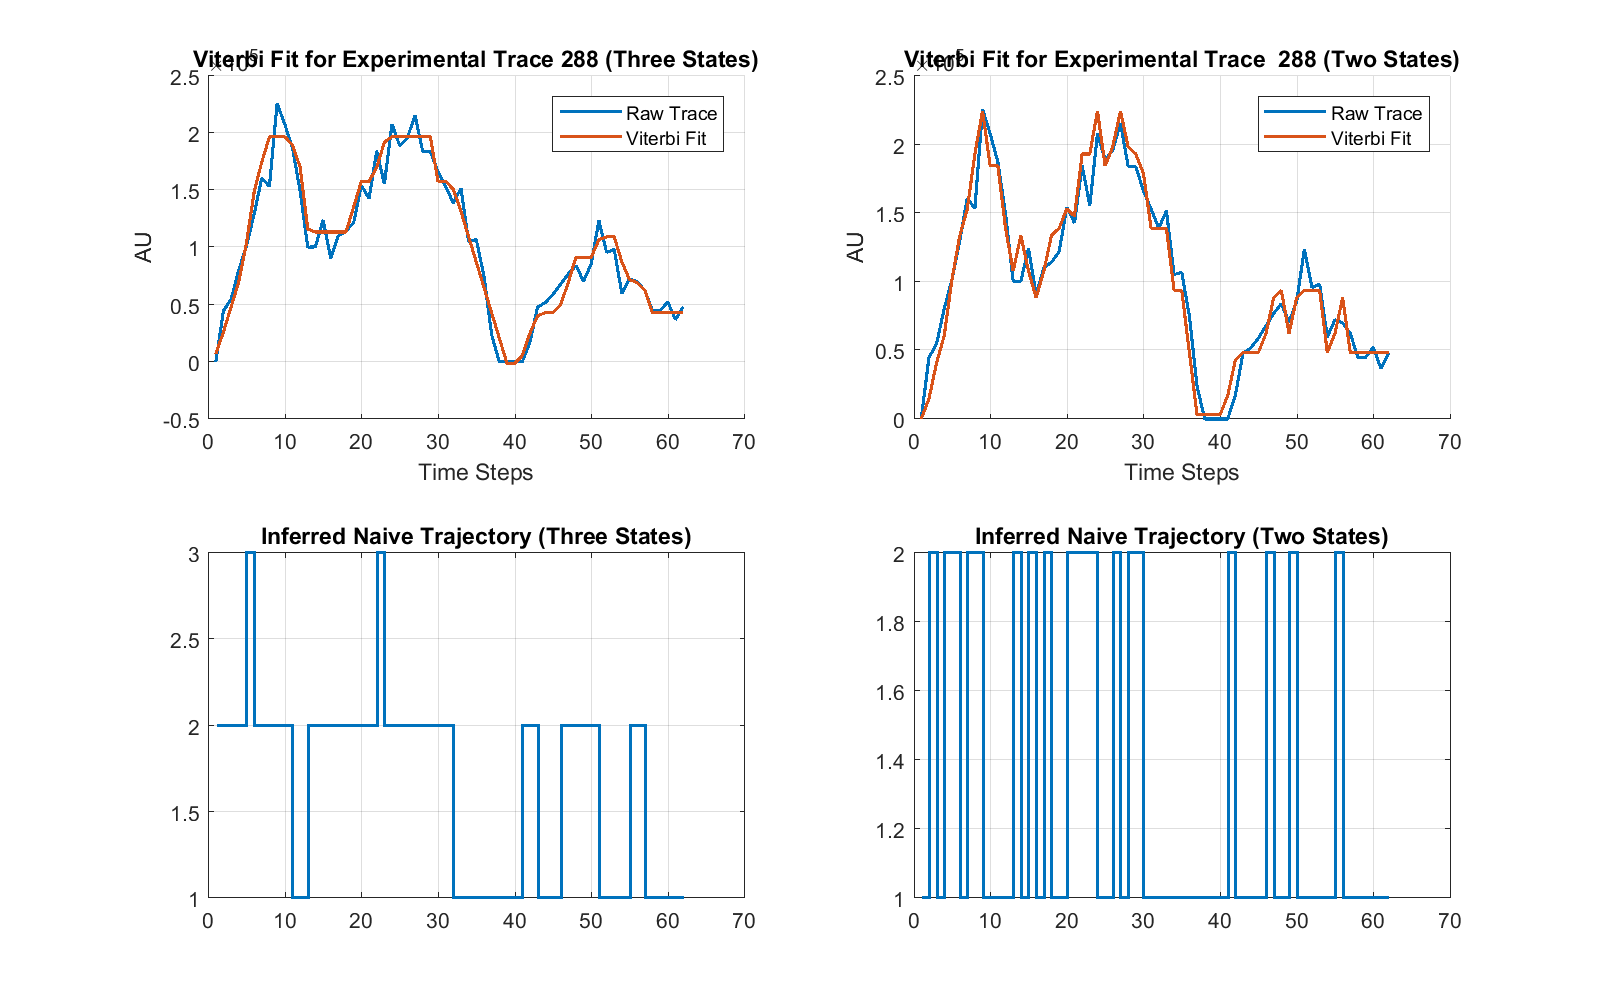 Viterbi Fit for Experimental Trace 288 (Three States)
×10^5
2.5
2
1.5
1
0.5
0
-0.5
AU
Raw Trace
Viterbi Fit
0 10 20 30 40 50 60 70
Time Steps
Viterbi Fit for Experimental Trace 288 (Two States)
×10^5
2.5
2
1.5
1
0.5
0
AU
Raw Trace
Viterbi Fit
0 10 20 30 40 50 60 70
Time Steps
Inferred Naive Trajectory (Three States)
3
2.5
2
1.5
1
0 10 20 30 40 50 60 70
Inferred Naive Trajectory (Two States)
2
1.8
1.6
1.4
1.2
1
0 10 20 30 40 50 60 70